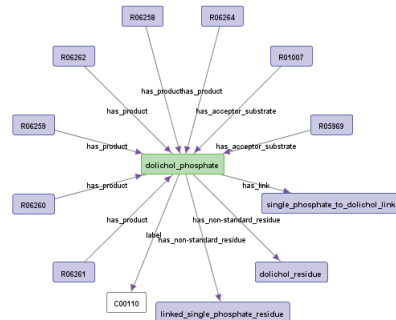 R06258
R06264
R06262
R01007
has_product
has_product
has_product
has_acceptor_substrate
R06259
R05969
has_product
has_acceptor_substrate
dolichol_phosphate
has_product
has_link
R06260
single_phosphate_to_dolichol_link
has_product
has_non-standard_residue
label
has_non-standard_residue
R06261
dolichol_residue
C00110
linked_single_phosphate_residue